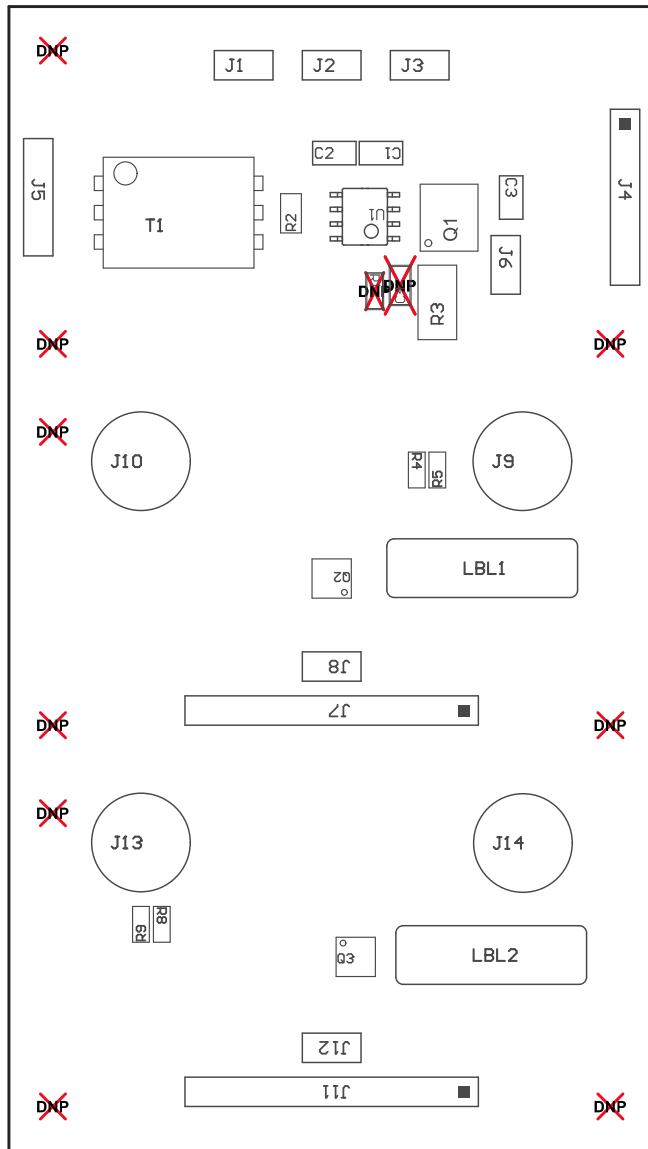 DNP
J1 J2 J3
C2 C1
J5
T1
R2
U1
Q1
C3
J4
J6
DNP
DNP
R3
DNP
DNP
DNP
J10
R4
R5
J9
Q2
LBL1
J8
J7
DNP
DNP
DNP
J13
J14
R9
R8
Q3
LBL2
J12
J11
DNP
DNP